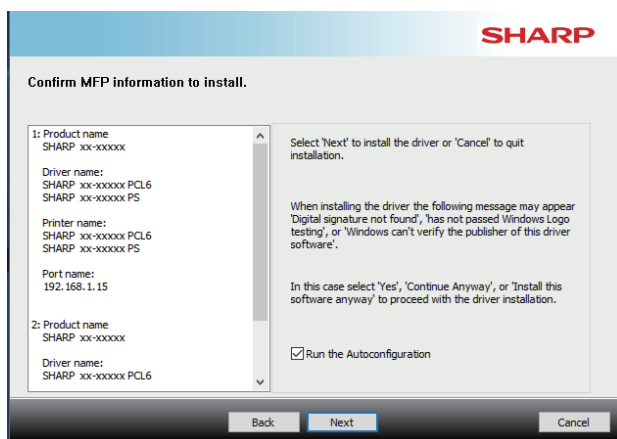 SHARP
Confirm MFP information to install.
1: Product name
SHARP xx-xxxxx
Driver name:
SHARP xx-xxxxx PCL6
SHARP xx-xxxxx PS
Printer name:
SHARP xx-xxxxx PCL6
SHARP xx-xxxxx PS
Port name:
192.168.1.15
2: Product name
SHARP xx-xxxxx
Driver name:
SHARP xx-xxxxx PCL6
Select 'Next' to install the driver or 'Cancel' to quit
installation.
When installing the driver the following message may appear
'Digital signature not found', 'has not passed Windows Logo
testing', or 'Windows can't verify the publisher of this driver
software'.
In this case select 'Yes', 'Continue Anyway', or 'Install this
software anyway' to proceed with the driver installation.
Run the Autoconfiguration
Back
Next
Cancel